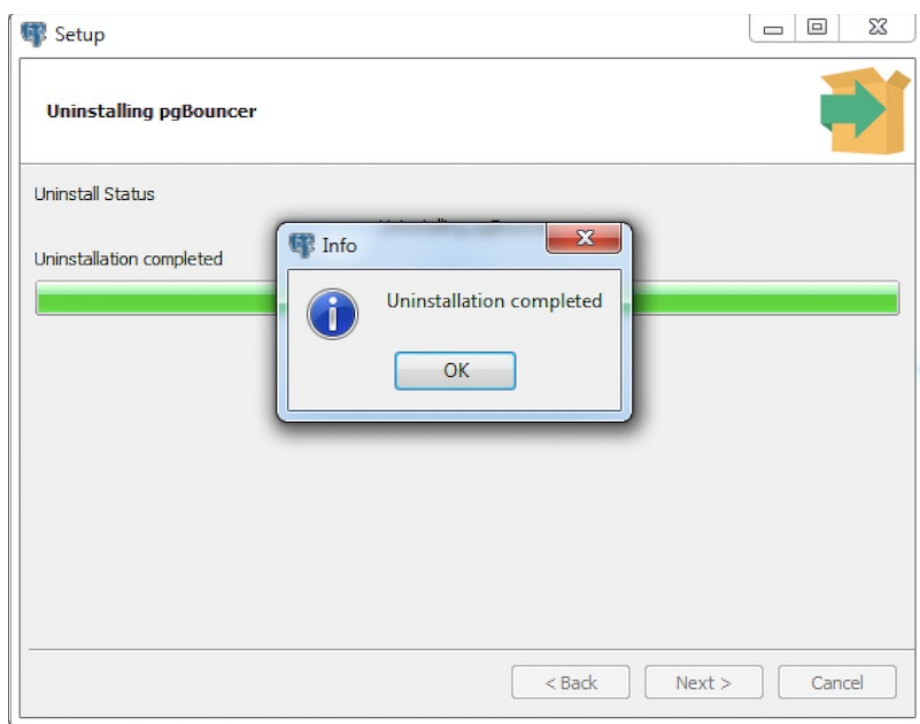 Setup
Uninstalling pgBouncer
Uninstall Status
Uninstallation completed
Info
Uninstallation completed
OK
< Back
Next >
Cancel